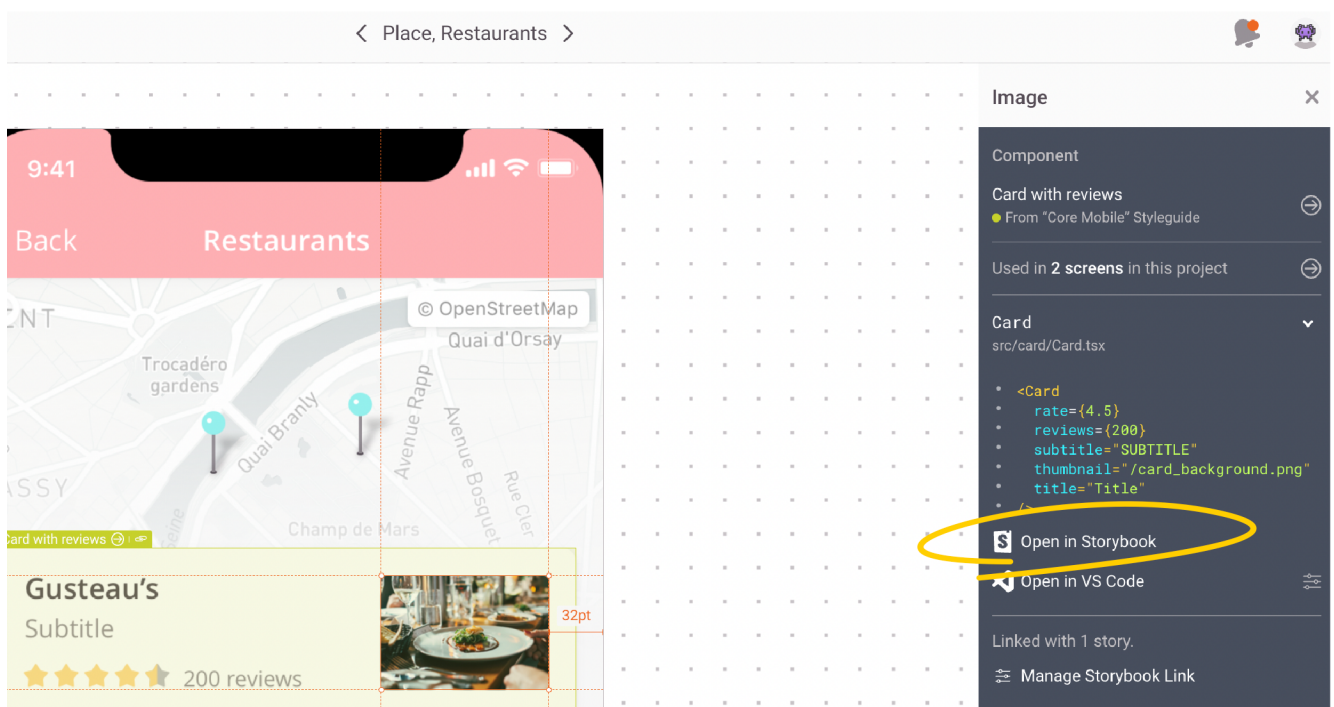 Place, Restaurants
Image
9:41
Back
Restaurants
© OpenStreetMap
Quai d'Orsay
Trocadéro
gardens
Quai Branly
Avenue Rapp
Avenue Bosquet
Rue Cler
ASSY
Champ de Mars
Seine
Card with reviews
Gusteau’s
Subtitle
200 reviews
32pt
Component
Card with reviews
From “Core Mobile” Styleguide
Used in 2 screens in this project
Card
src/card/Card.tsx
<Card
rate={4.5}
reviews={200}
subtitle="SUBTITLE"
thumbnail="/card_background.png"
title="Title"
/>
Open in Storybook
Open in VS Code
Linked with 1 story.
Manage Storybook Link